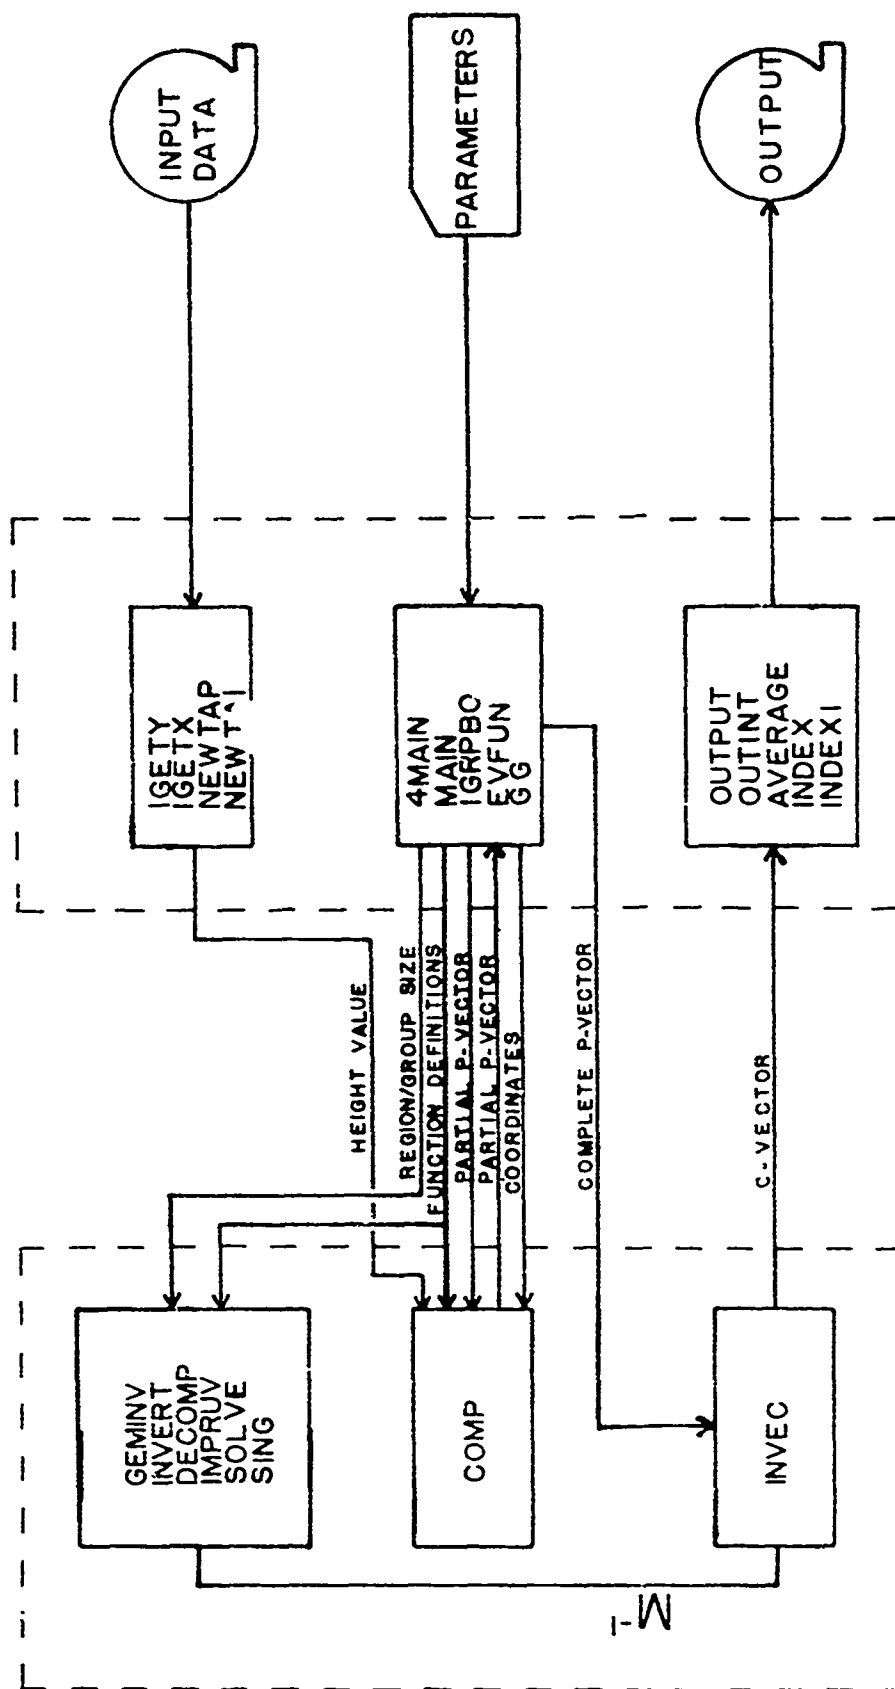 INPUT
DATA
PARAMETERS
OUTPUT
IGETY
IGETX
NEWTAP
4MAIN
MAIN
IGRPBC
EVFUN
GG
OUTPUT
OUTINT
AVERAGE
INDEX
INDEX1
HEIGHT VALUE
REGION/GROUP SIZE
FUNCTION DEFINITIONS
PARTIAL P-VECTOR
PARTIAL P-VECTOR
COORDINATES
COMPLETE P-VECTOR
C-VECTOR
GEMINV
INVERT
DECOMP
IMPRUV
SOLVE
SING
COMP
INVEC
M-1